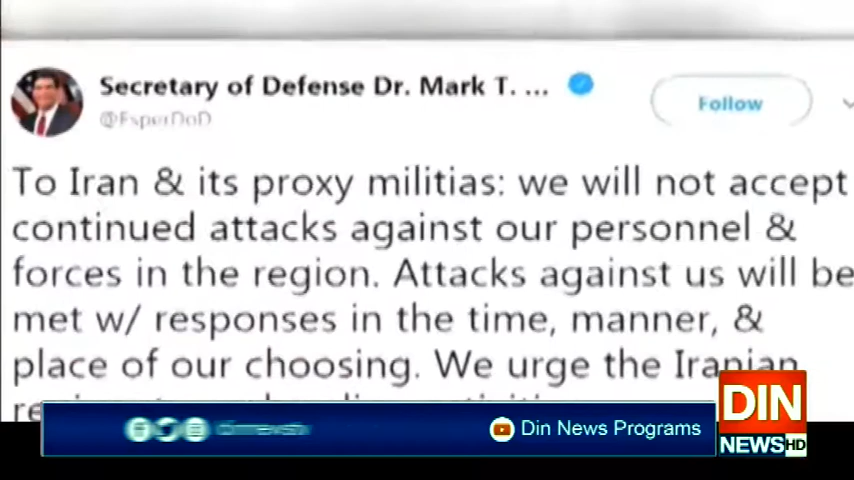 Secretary of Defense Dr. Mark T. ...
@EsperDoD
Follow
To Iran & its proxy militias: we will not accept
continued attacks against our personnel &
forces in the region. Attacks against us will be
met w/ responses in the time, manner, &
place of our choosing. We urge the Iranian
Din News Programs
DIN
NEWS HD